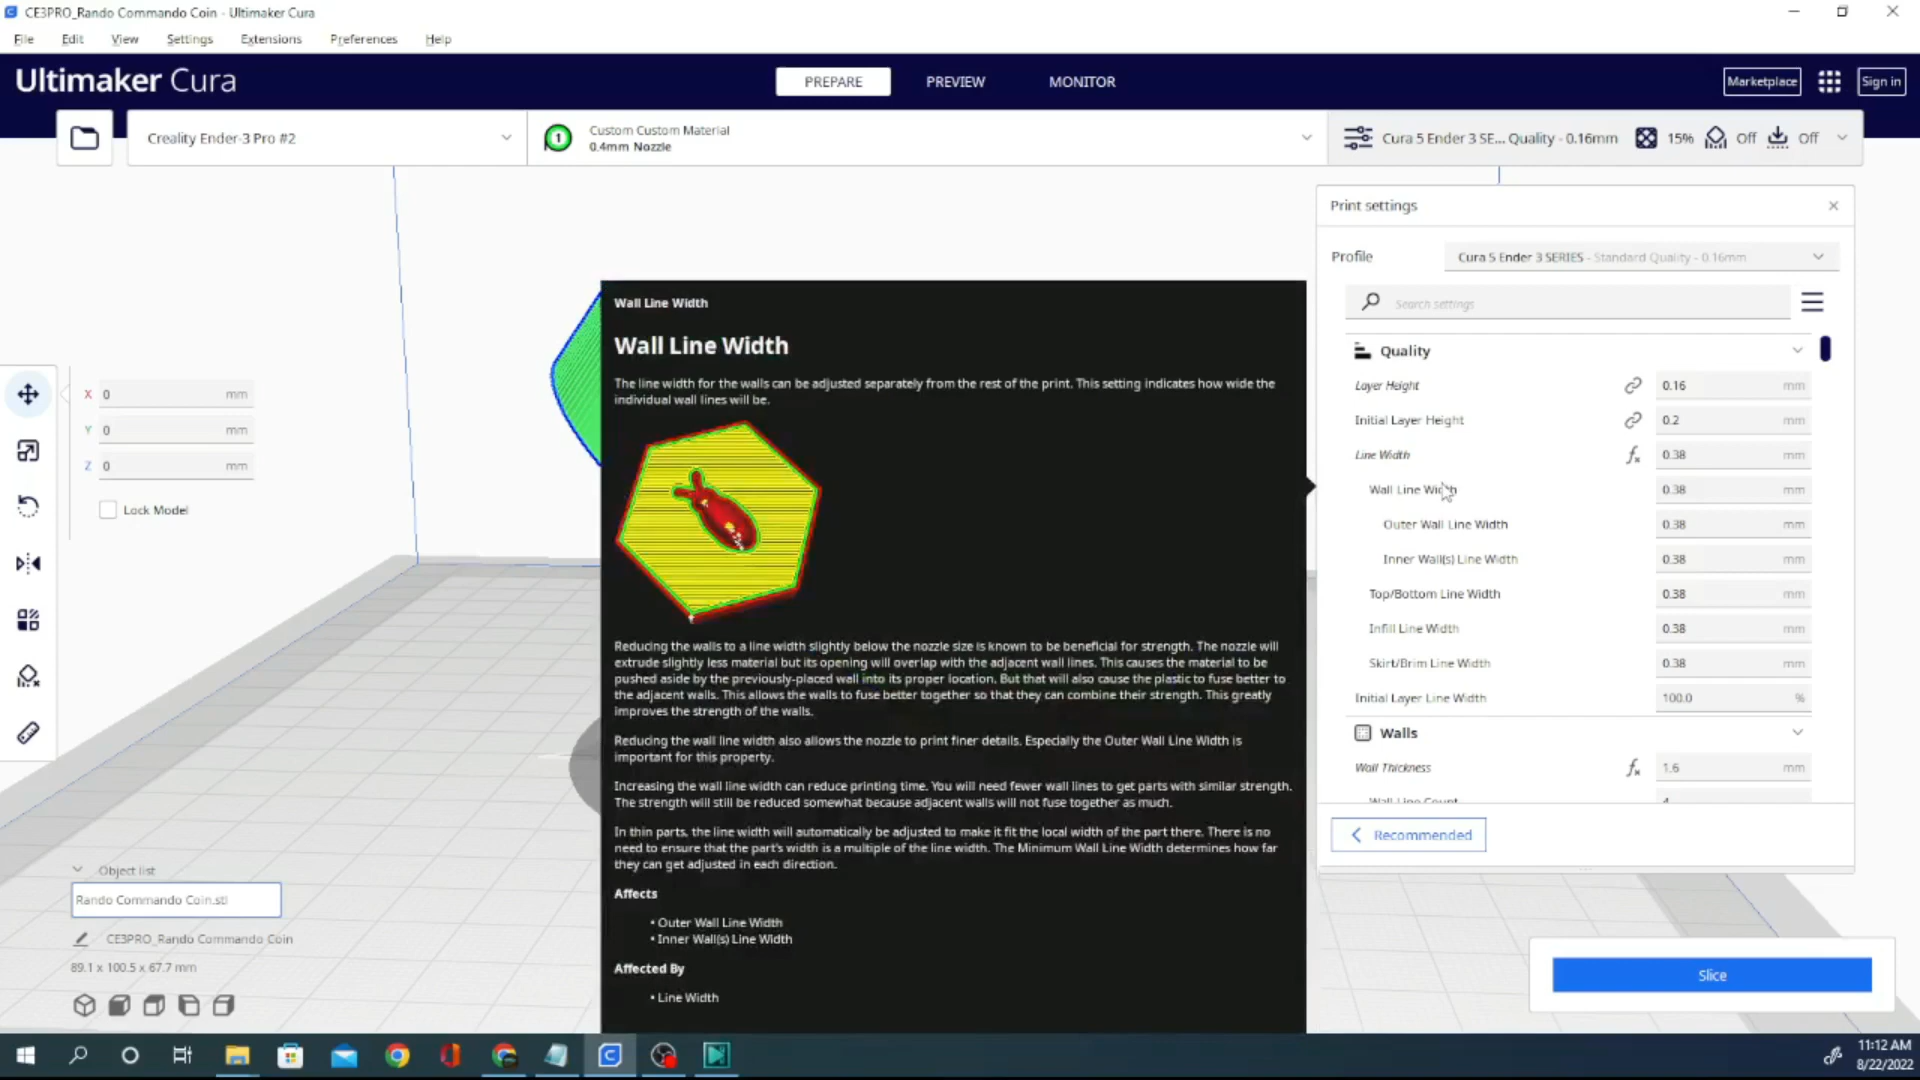 CE3PRO_Rando Commando Coin - Ultimaker Cura
File Edit View Settings Extensions Preferences Help
Ultimaker Cura
PREPARE PREVIEW MONITOR
Marketplace Sign in
Creality Ender-3 Pro #2
1 Custom Custom Material
0.4mm Nozzle
Cura 5 Ender 3 SE... Quality - 0.16mm 15% Off Off
Print settings
Profile Cura 5 Ender 3 SERIES - Standard Quality - 0.16mm
Search settings
Quality
Layer Height 0.16 mm
Initial Layer Height 0.2 mm
Line Width fx 0.38 mm
Wall Line Width 0.38 mm
Outer Wall Line Width 0.38 mm
Inner Wall(s) Line Width 0.38 mm
Top/Bottom Line Width 0.38 mm
Infill Line Width 0.38 mm
Skirt/Brim Line Width 0.38 mm
Initial Layer Line Width 100.0 %
Walls
Wall Thickness fx 1.6 mm
Wall Line Count 4
Recommended
Slice
Wall Line Width
Wall Line Width
The line width for the walls can be adjusted separately from the rest of the print. This setting indicates how wide the
individual wall lines will be.
Reducing the walls to a line width slightly below the nozzle size is known to be beneficial for strength. The nozzle will
extrude slightly less material but its opening will overlap with the adjacent wall lines. This causes the material to be
pushed aside by the previously-placed wall into its proper location. But that will also cause the plastic to fuse better to
the adjacent walls. This allows the walls to fuse better together so that they can combine their strength. This greatly
improves the strength of the walls.
Reducing the wall line width also allows the nozzle to print finer details. Especially the Outer Wall Line Width is
important for this property.
Increasing the wall line width can reduce printing time. You will need fewer wall lines to get parts with similar strength.
The strength will still be reduced somewhat because adjacent walls will not fuse together as much.
In thin parts, the line width will automatically be adjusted to make it fit the local width of the part there. There is no
need to ensure that the part's width is a multiple of the line width. The Minimum Wall Line Width determines how far
they can get adjusted in each direction.
Affects
• Outer Wall Line Width
• Inner Wall(s) Line Width
Affected By
• Line Width
X 0 mm
Y 0 mm
Z 0 mm
Lock Model
Object list
Rando Commando Coin.stl
CE3PRO_Rando Commando Coin
89.1 x 100.5 x 67.7 mm
11:12 AM
8/22/2022